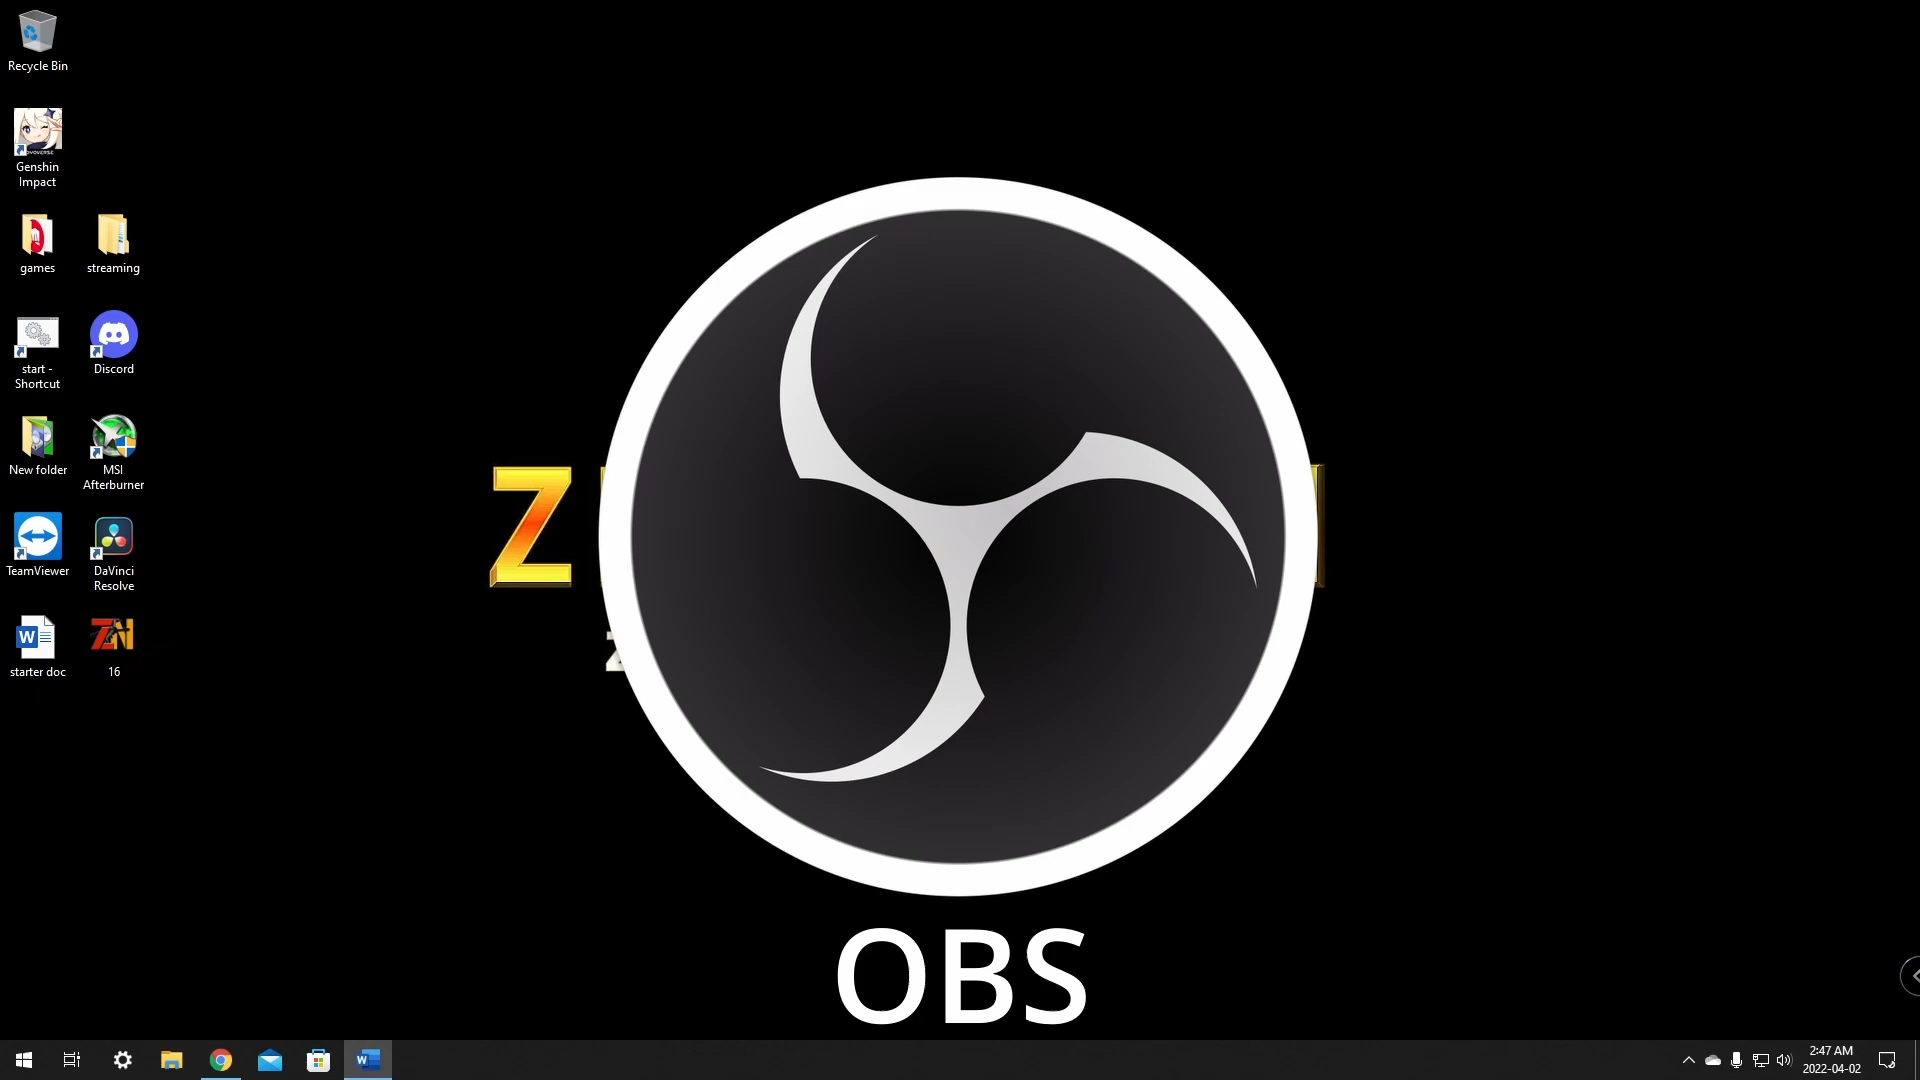 Recycle Bin
Genshin
Impact
games
streaming
start -
Shortcut
Discord
New folder
MSI
Afterburner
TeamViewer
DaVinci
Resolve
starter doc
16
Z
Z
OBS
2:47 AM
2022-04-02